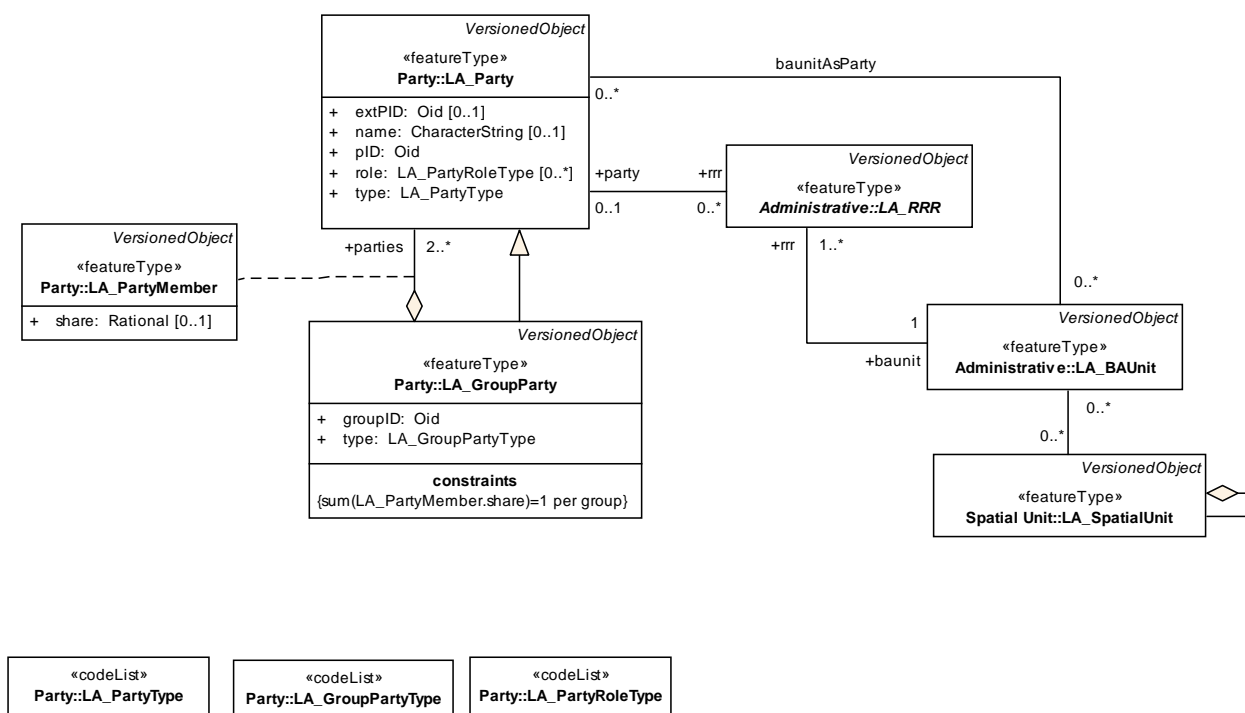 VersionedObject
«featureType»
Party::LA_Party
+ extPID: Oid [0..1]
+ name: CharacterString [0..1]
+ pID: Oid
+ role: LA_PartyRoleType [0..*]
+ type: LA_PartyType
baunitAsParty
0..*
0..*
+party
0..1
+rrr
0..*
VersionedObject
«featureType»
Administrative::LA_RRR
+rrr
1..*
1
+baunit
+parties
2..*
VersionedObject
«featureType»
Party::LA_PartyMember
+ share: Rational [0..1]
VersionedObject
«featureType»
Party::LA_GroupParty
+ groupID: Oid
+ type: LA_GroupPartyType
constraints
{sum(LA_PartyMember.share)=1 per group}
VersionedObject
«featureType»
Administrative::LA_BAUnit
0..*
0..*
VersionedObject
«featureType»
Spatial Unit::LA_SpatialUnit
«codeList»
Party::LA_PartyType
«codeList»
Party::LA_GroupPartyType
«codeList»
Party::LA_PartyRoleType